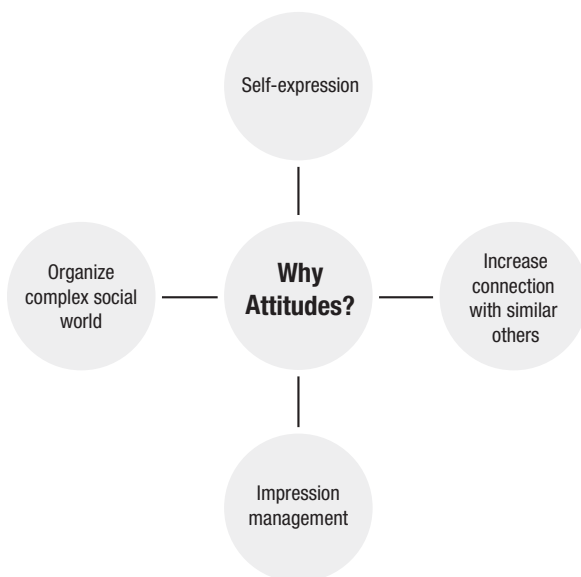 Self-expression
Organize
complex social
world
Why
Attitudes?
Increase
connection
with similar
others
Impression
management